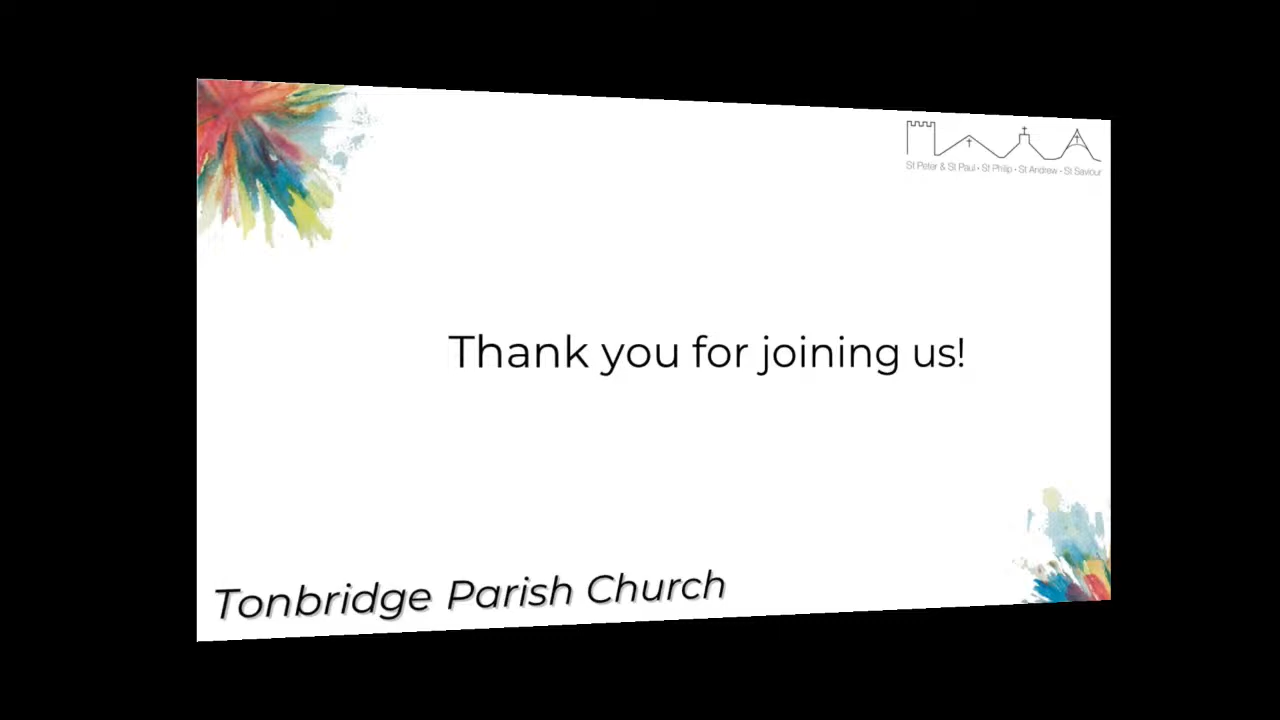 St Peter & St Paul • St Philip • St Andrew • St Saviour
Thank you for joining us!
Tonbridge Parish Church